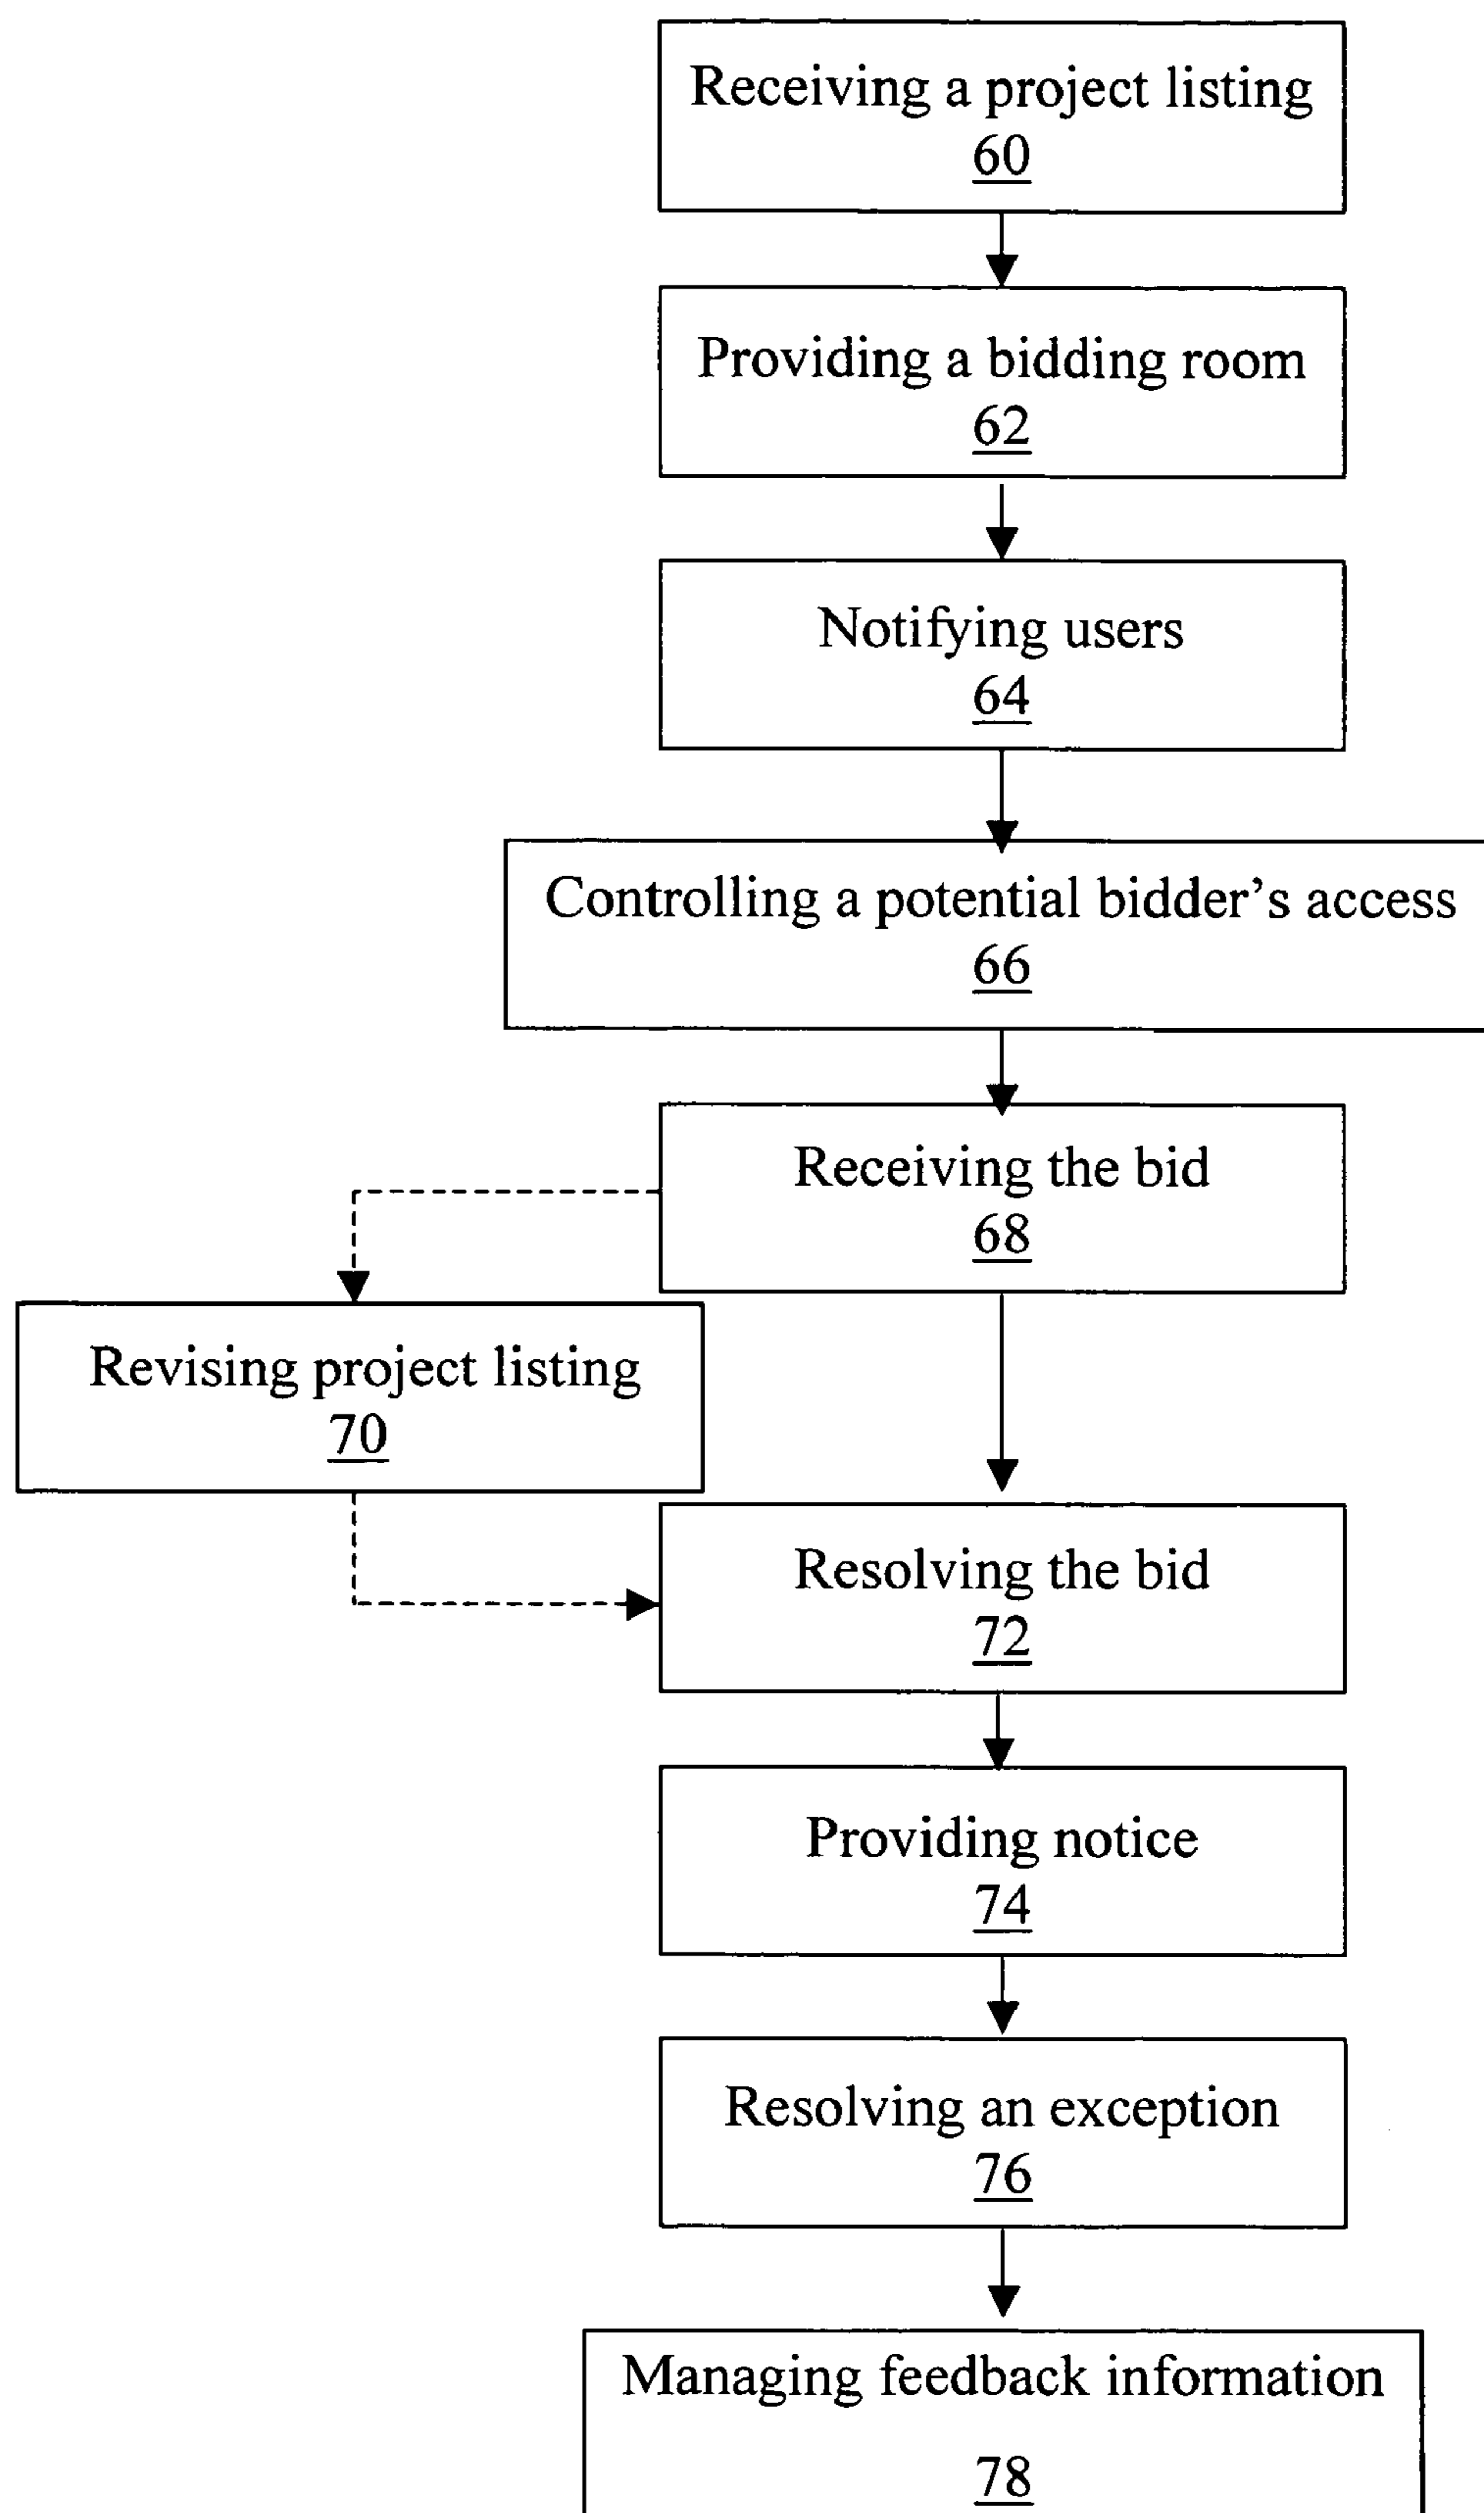 Receiving a project listing
60
Providing a bidding room
62
Notifying users
64
Controlling a potential bidder's access
66
Receiving the bid
68
Revising project listing
70
Resolving the bid
72
Providing notice
74
Resolving an exception
76
Managing feedback information
78